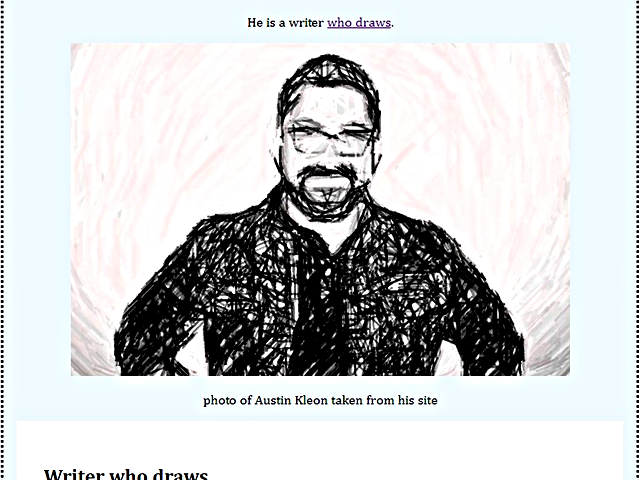 He is a writer who draws.
photo of Austin Kleon taken from his site
Writer who draws